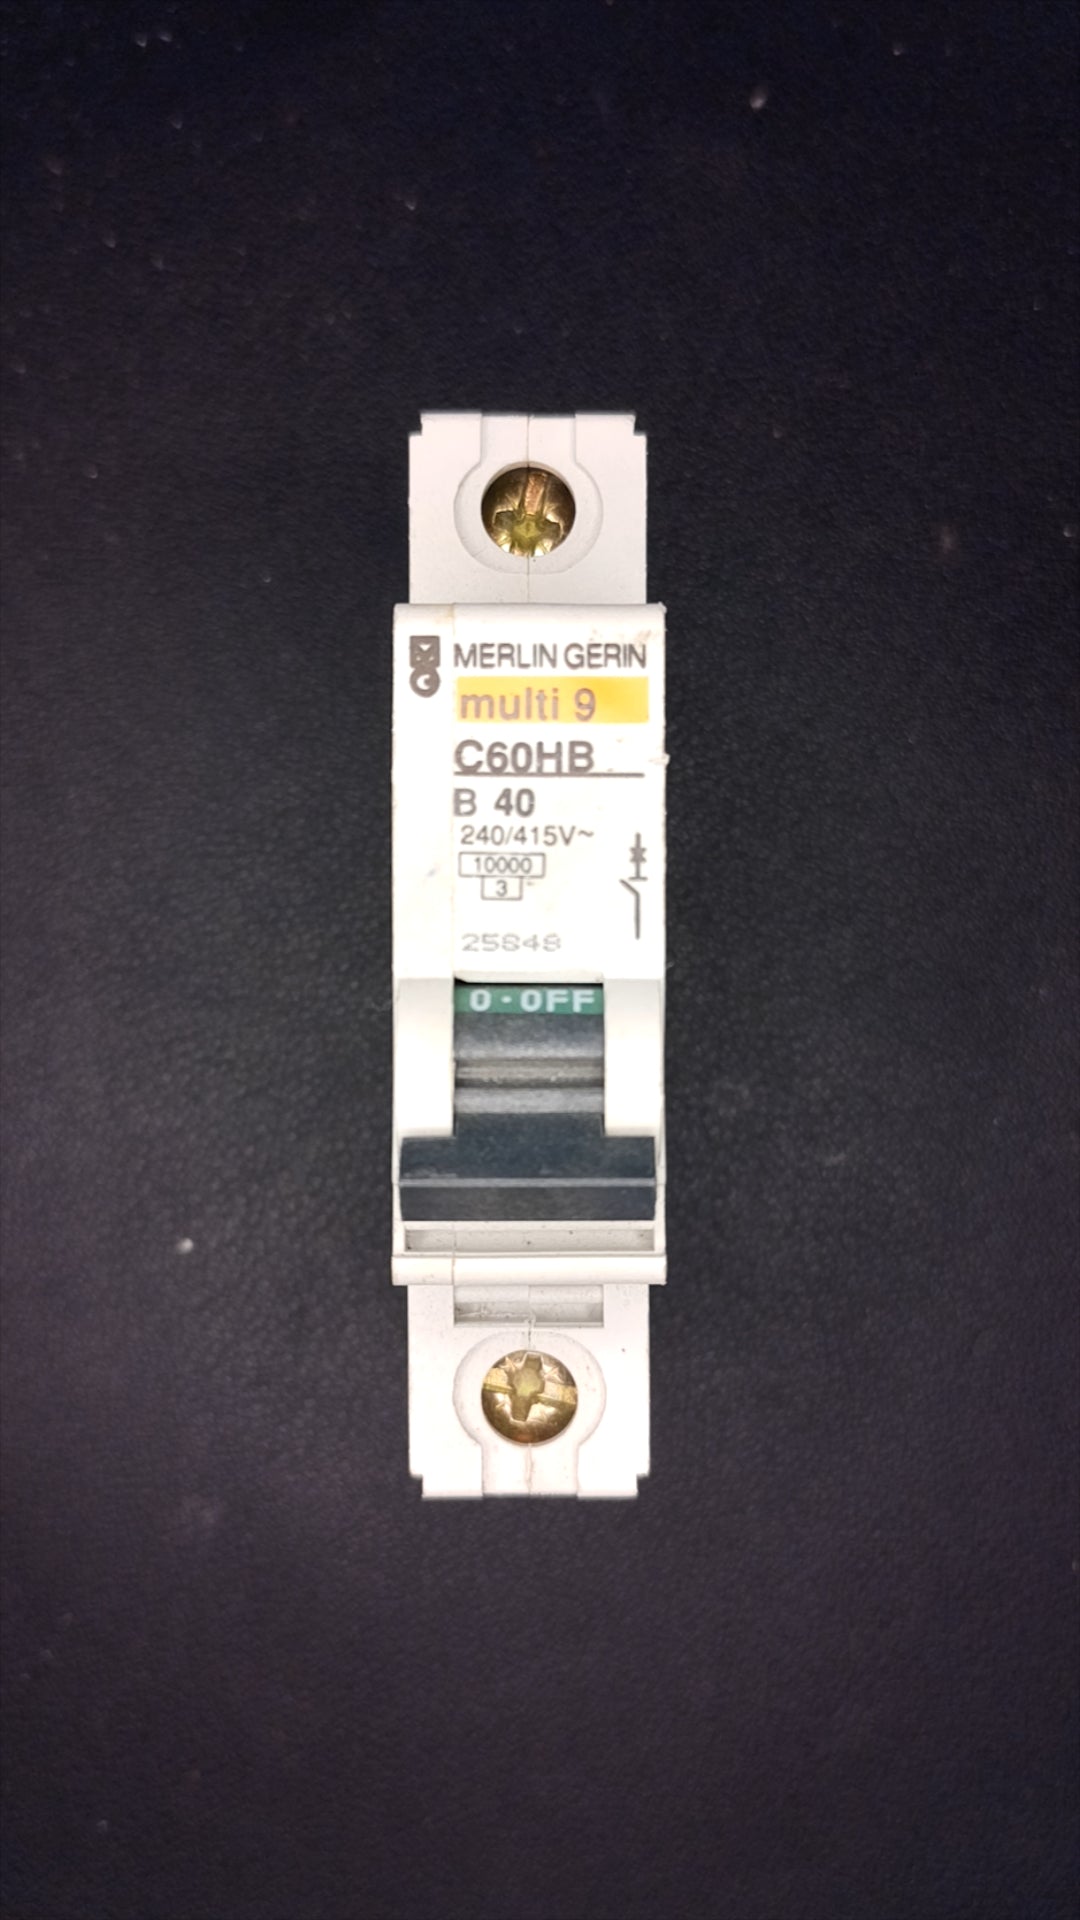 MERLIN GERIN
multi 9
C60HB
B 40
240/415V~
10000
3
25848
0·OFF